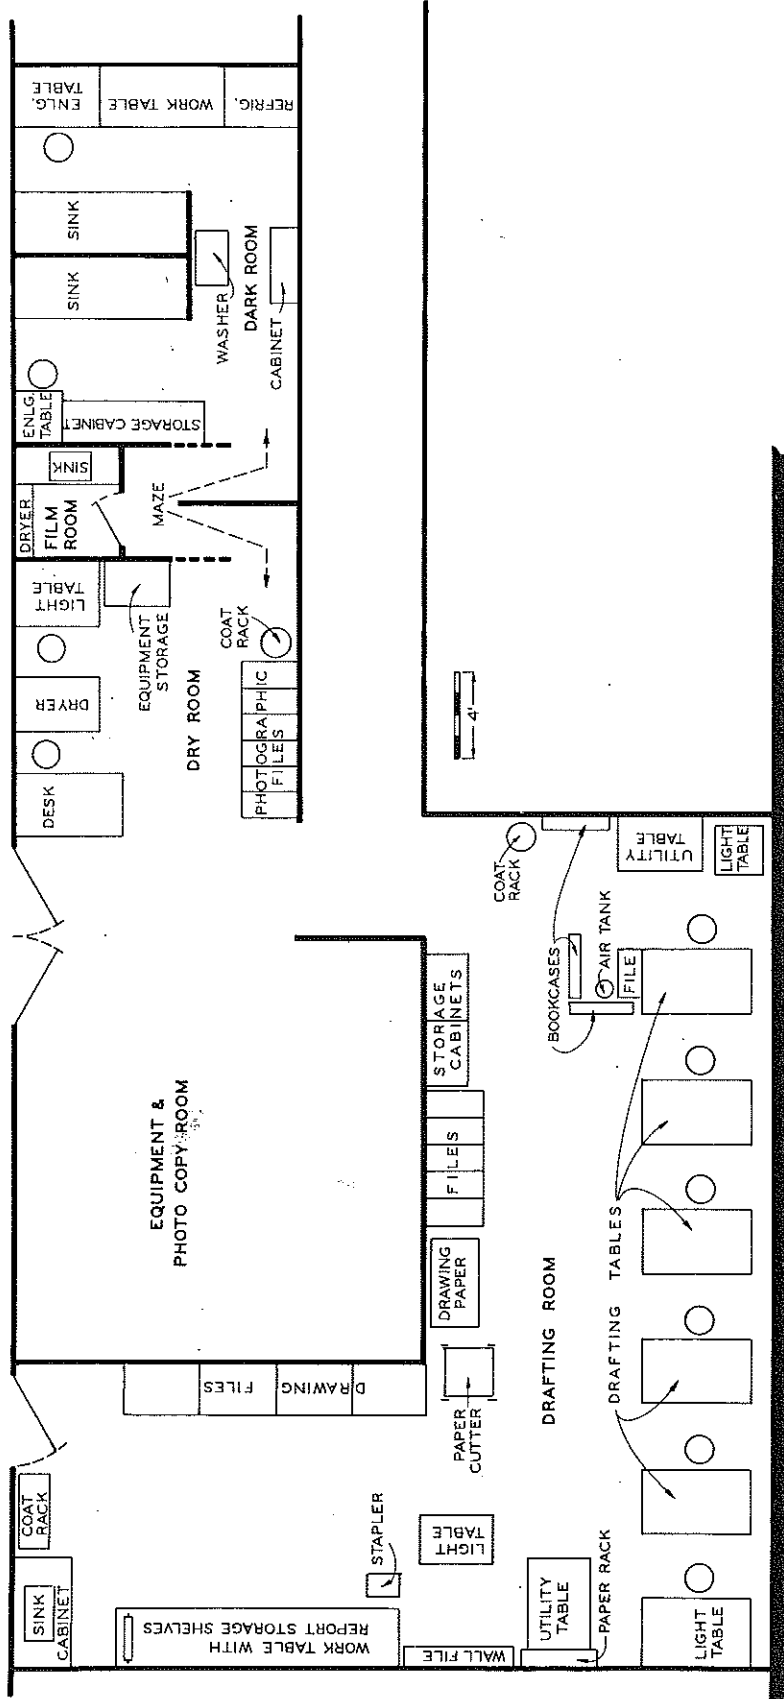 ENLG.
TABLE
WORK TABLE
REFRIG.
SINK
SINK
WASHER
DARK ROOM
CABINET
ENLG.
TABLE
STORAGE CABINET
SINK
DRYER
FILM
ROOM
MAZE
LIGHT
TABLE
EQUIPMENT
STORAGE
COAT
RACK
DRYER
DRY ROOM
PHOTOGRAPHIC
FILES
DESK
4'
COAT
RACK
UTILITY
TABLE
LIGHT
TABLE
BOOKCASES
AIR TANK
FILE
STORAGE
CABINETS
EQUIPMENT &
PHOTO COPY ROOM
FILES
DRAWING
PAPER
DRAFTING ROOM
DRAFTING TABLES
DRAWING FILES
PAPER
CUTTER
COAT
RACK
STAPLER
LIGHT
TABLE
SINK
CABINET
WORK TABLE WITH
REPORT STORAGE SHELVES
WALL FILE
UTILITY
TABLE
PAPER RACK
LIGHT
TABLE